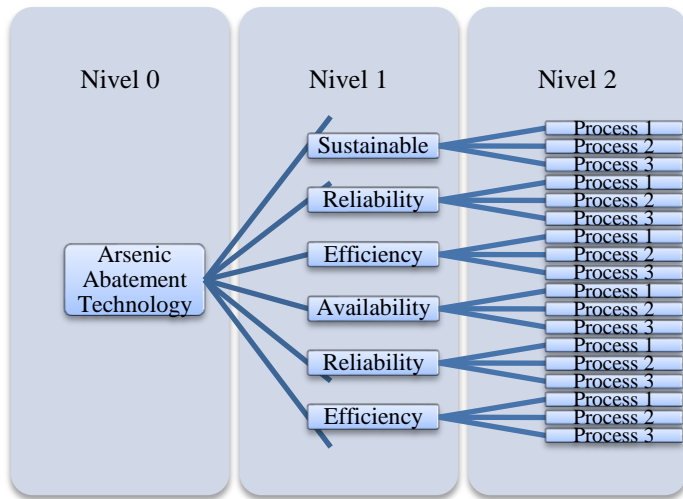 Nivel 0
Nivel 1
Nivel 2
Arsenic
Abatement
Technology
Sustainable
Process 1
Process 2
Process 3
Reliability
Process 1
Process 2
Process 3
Efficiency
Process 1
Process 2
Process 3
Availability
Process 1
Process 2
Process 3
Reliability
Process 1
Process 2
Process 3
Efficiency
Process 1
Process 2
Process 3